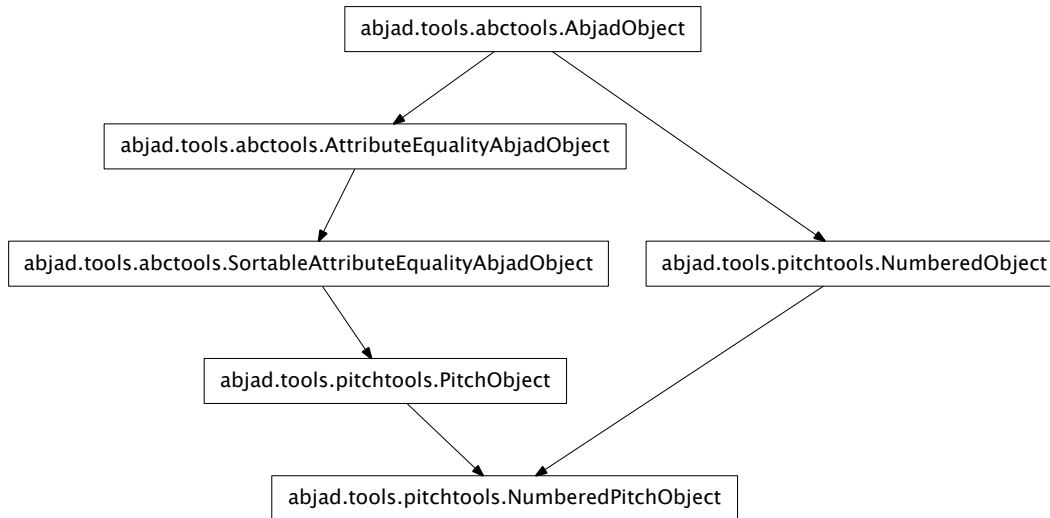 abjad.tools.abctools.AbjadObject
abjad.tools.abctools.AttributeEqualityAbjadObject
abjad.tools.abctools.SortableAttributeEqualityAbjadObject
abjad.tools.pitchtools.NumberedObject
abjad.tools.pitchtools.PitchObject
abjad.tools.pitchtools.NumberedPitchObject